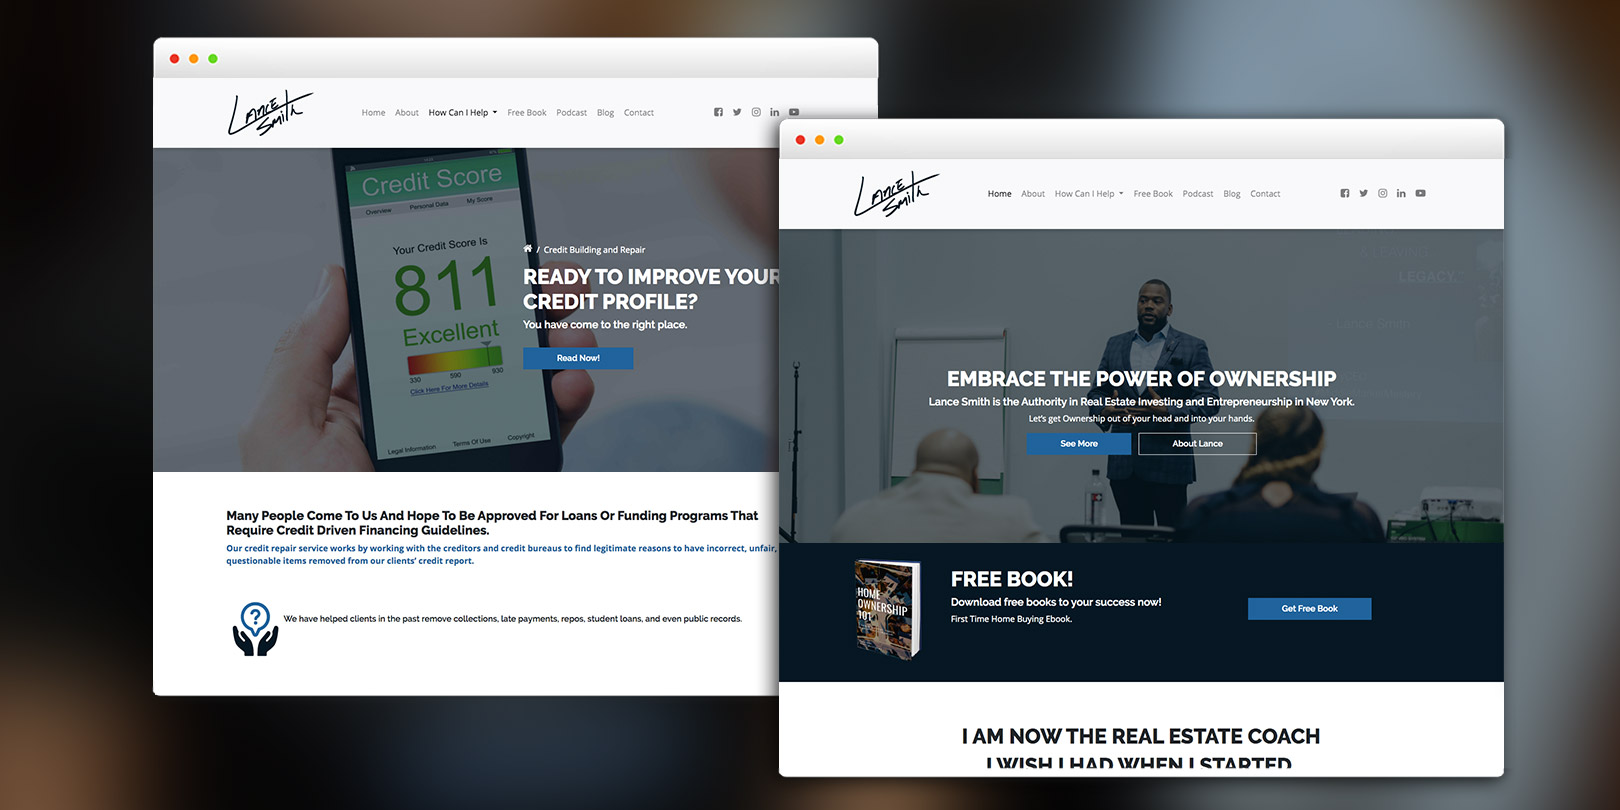 Lance Smith
Home About How Can I Help Free Book Podcast Blog Contact
Credit Score
Overview Personal Data My Score
Your Credit Score Is
811
Excellent
330 590 930
Click Here For More Details
Legal Information Terms Of Use Copyright
/ Credit Building and Repair
READY TO IMPROVE YOUR
CREDIT PROFILE?
You have come to the right place.
Read Now!
Many People Come To Us And Hope To Be Approved For Loans Or Funding Programs That
Require Credit Driven Financing Guidelines.
Our credit repair service works by working with the creditors and credit bureaus to find legitimate reasons to have incorrect, unfair,
questionable items removed from our clients' credit report.
?
We have helped clients in the past remove collections, late payments, repos, student loans, and even public records.
Lance Smith
Home About How Can I Help Free Book Podcast Blog Contact
LEGACY
Lance Smith
EMBRACE THE POWER OF OWNERSHIP
Lance Smith is the Authority in Real Estate Investing and Entrepreneurship in New York.
Let's get Ownership out of your head and into your hands.
See More About Lance
HOME
OWNERSHIP
101
FREE BOOK!
Download free books to your success now!
First Time Home Buying Ebook.
Get Free Book
I AM NOW THE REAL ESTATE COACH
I WISH I HAD WHEN I STARTED